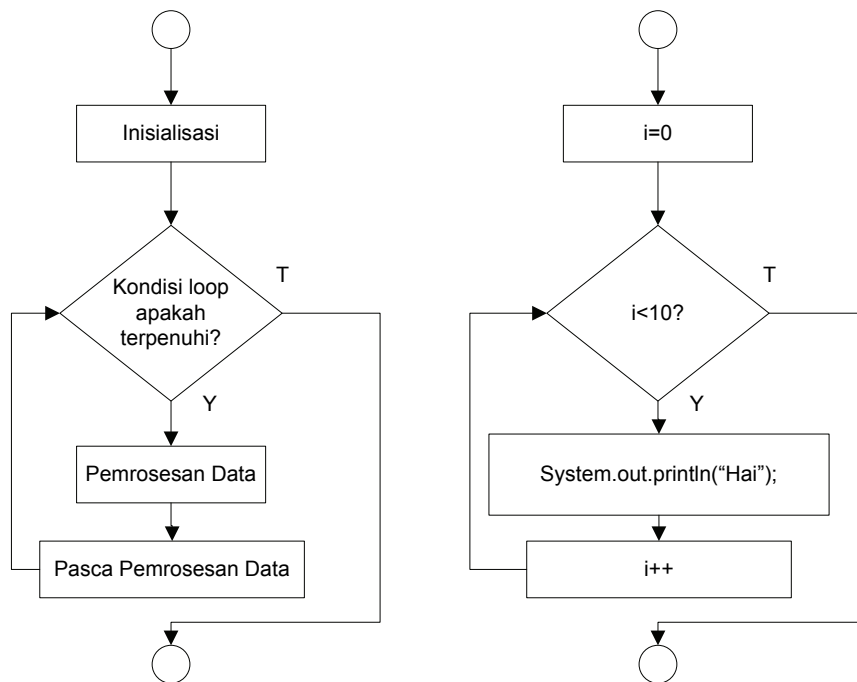 Inisialisasi
Kondisi loop
apakah
terpenuhi?
T
Y
Pemrosesan Data
Pasca Pemrosesan Data
i=0
i<10?
T
Y
System.out.println(“Hai”);
i++